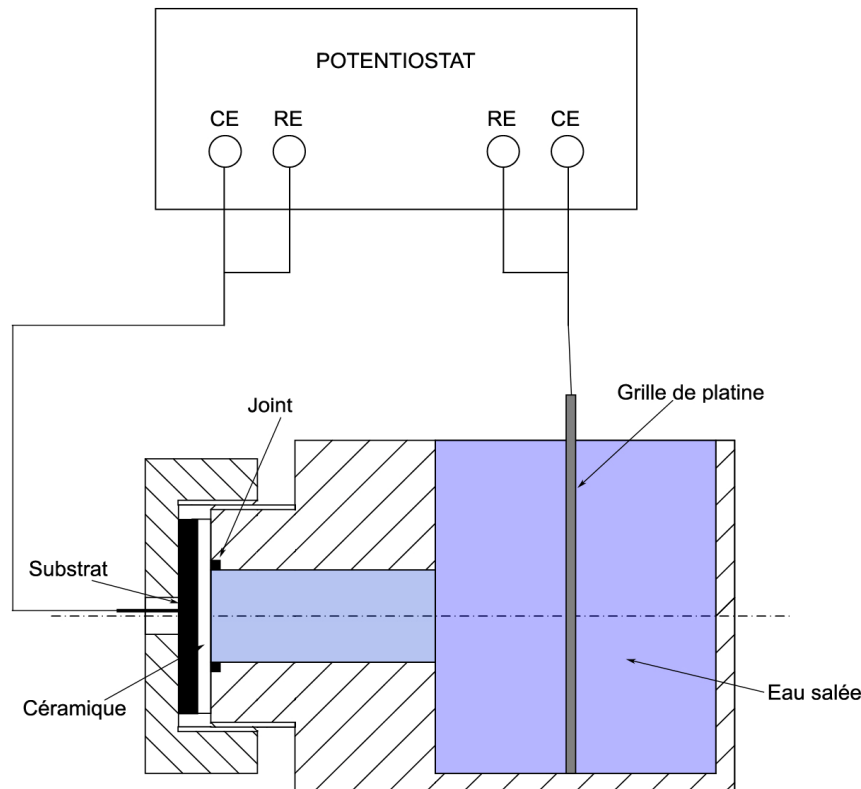 POTENTIOSTAT
CE RE RE CE
Grille de platine
Joint
Substrat
Céramique
Eau salée